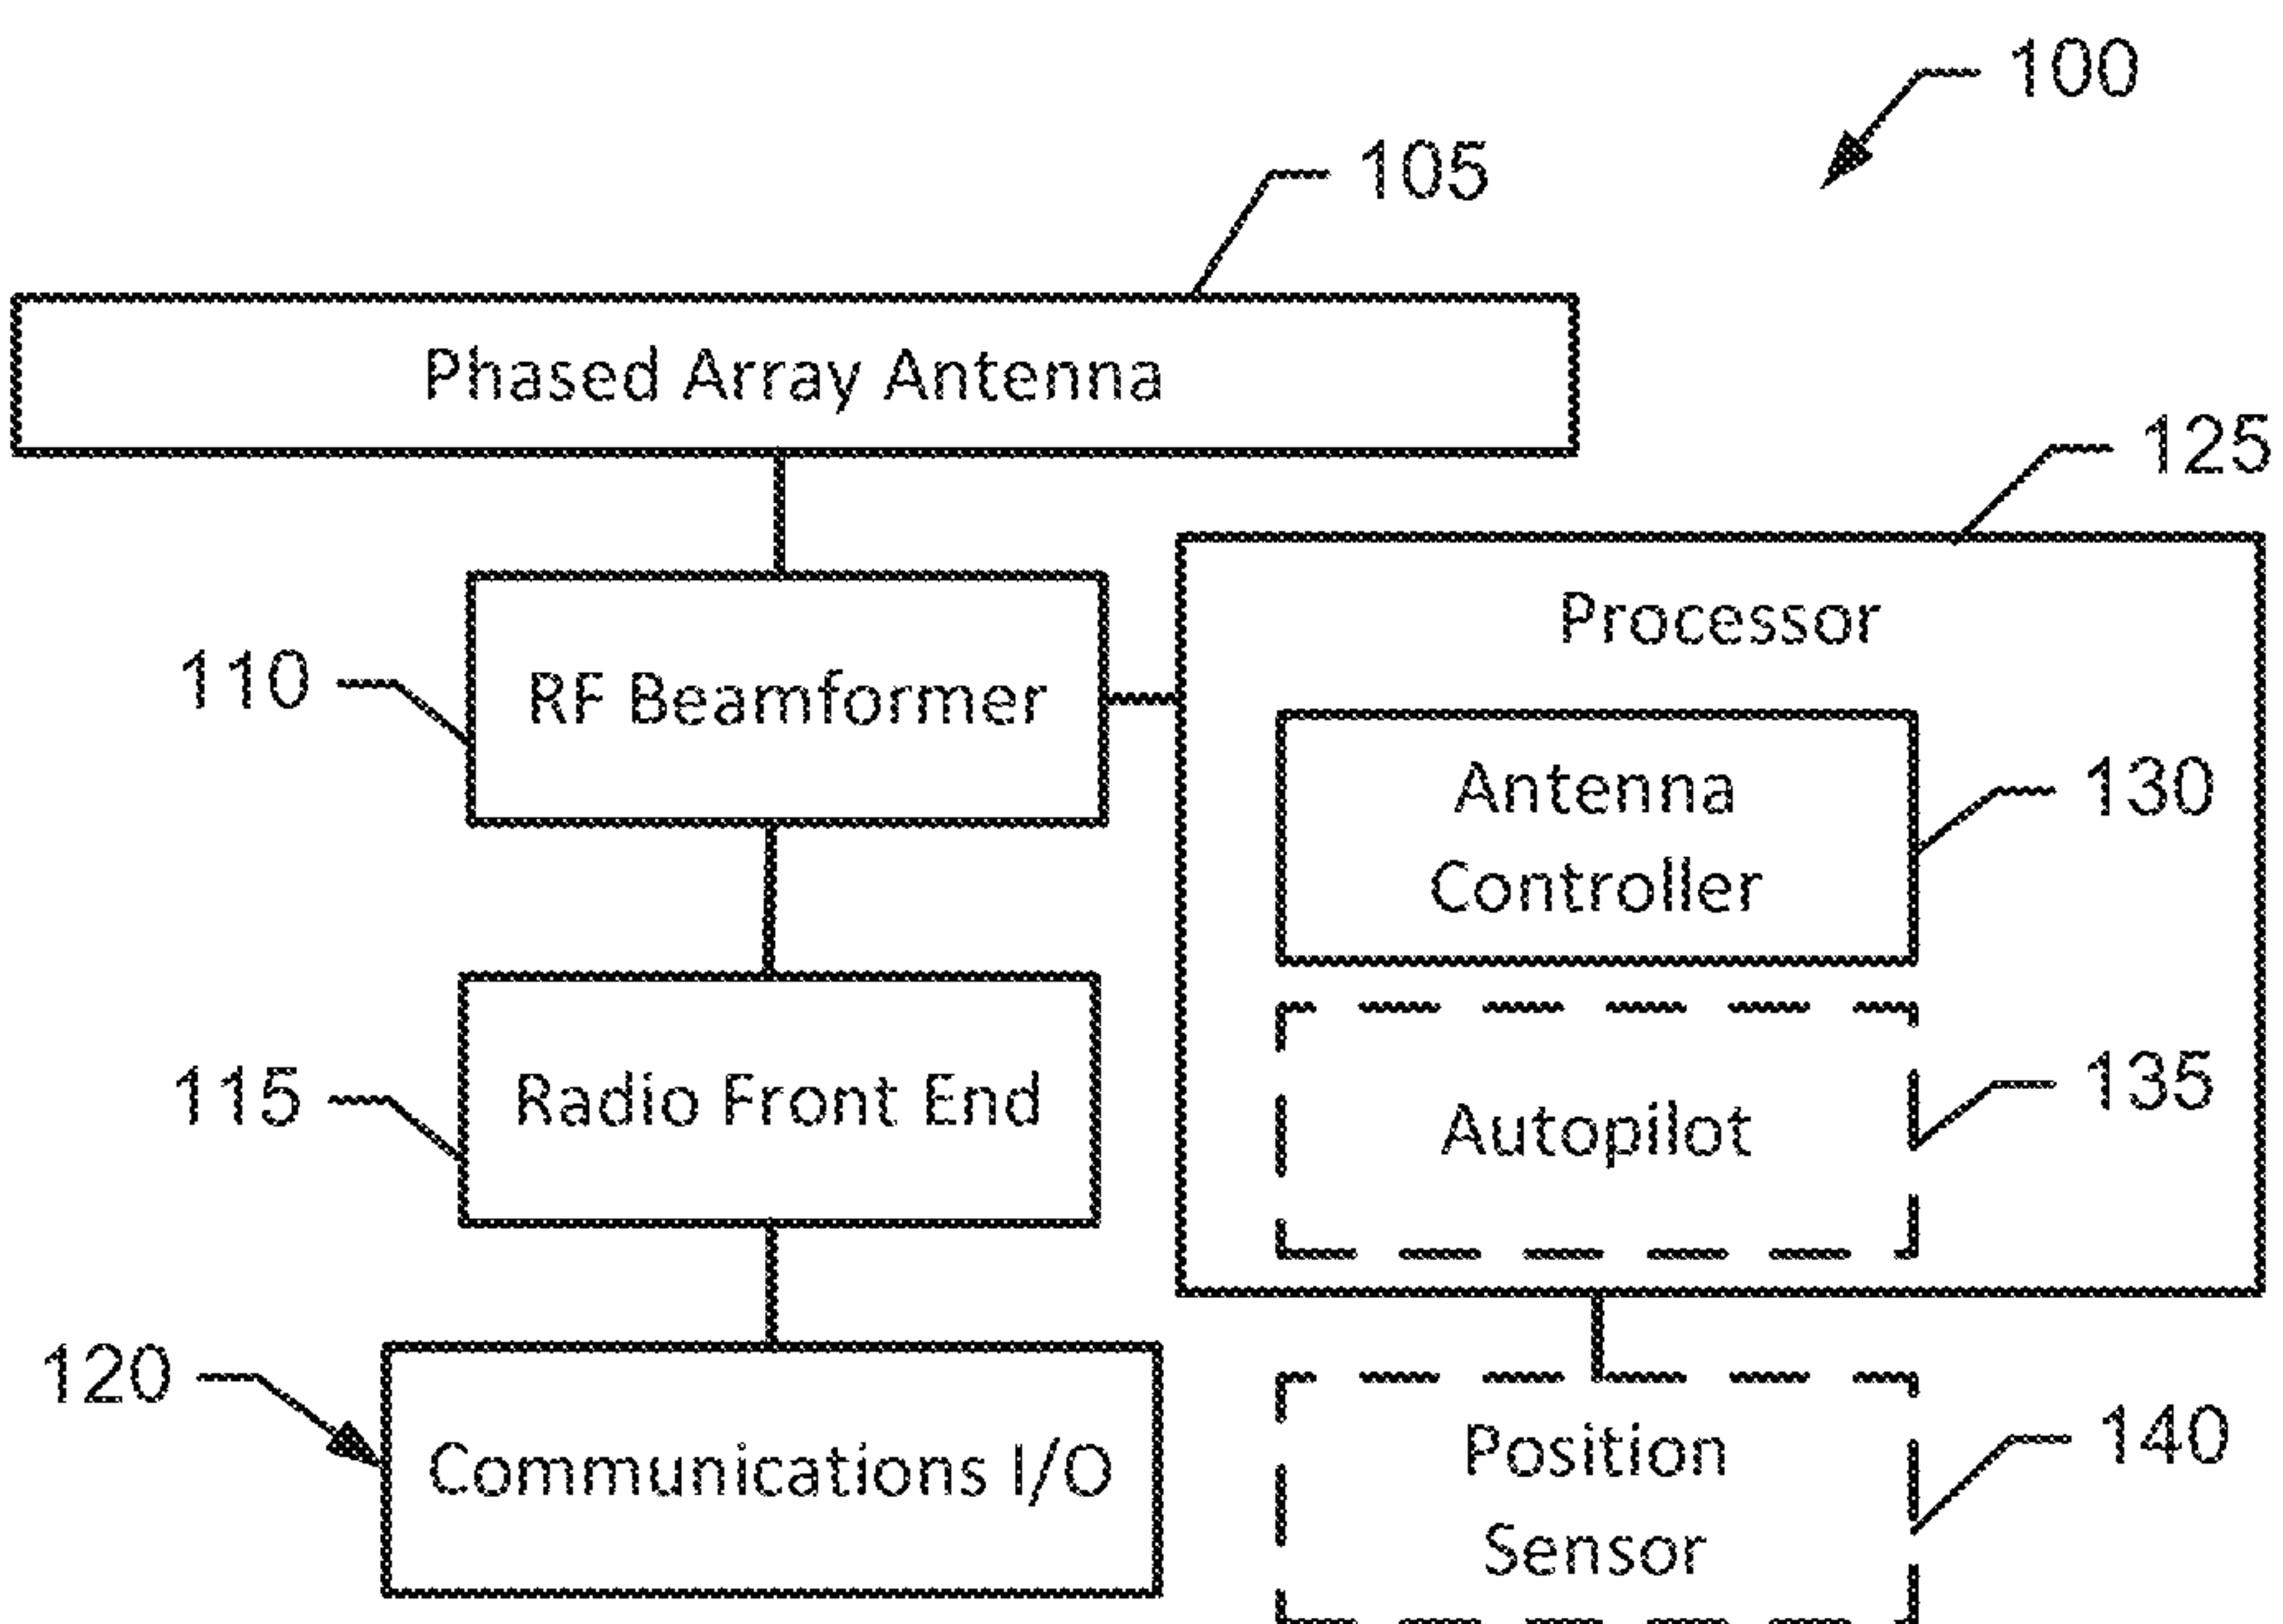 100
105
Phased Array Antenna
125
Processor
110
RF Beamformer
Antenna
Controller
130
115
Radio Front End
Autopilot
135
120
Communications I/O
Position
Sensor
140